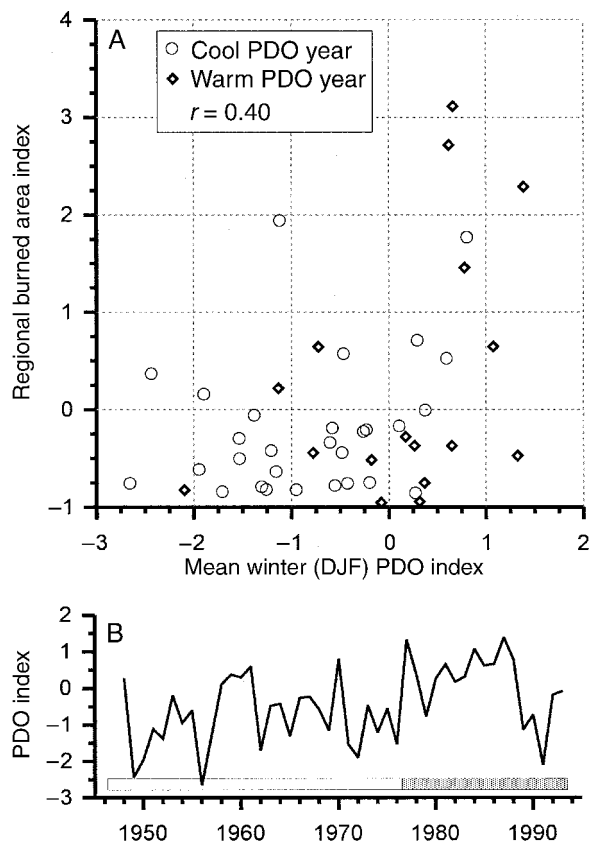 A
Cool PDO year
Warm PDO year
r = 0.40
4
3
2
1
0
−1
Regional burned area index
−3 −2 −1 0 1 2
Mean winter (DJF) PDO index
B
2
1
0
−1
−2
−3
PDO index
1950 1960 1970 1980 1990